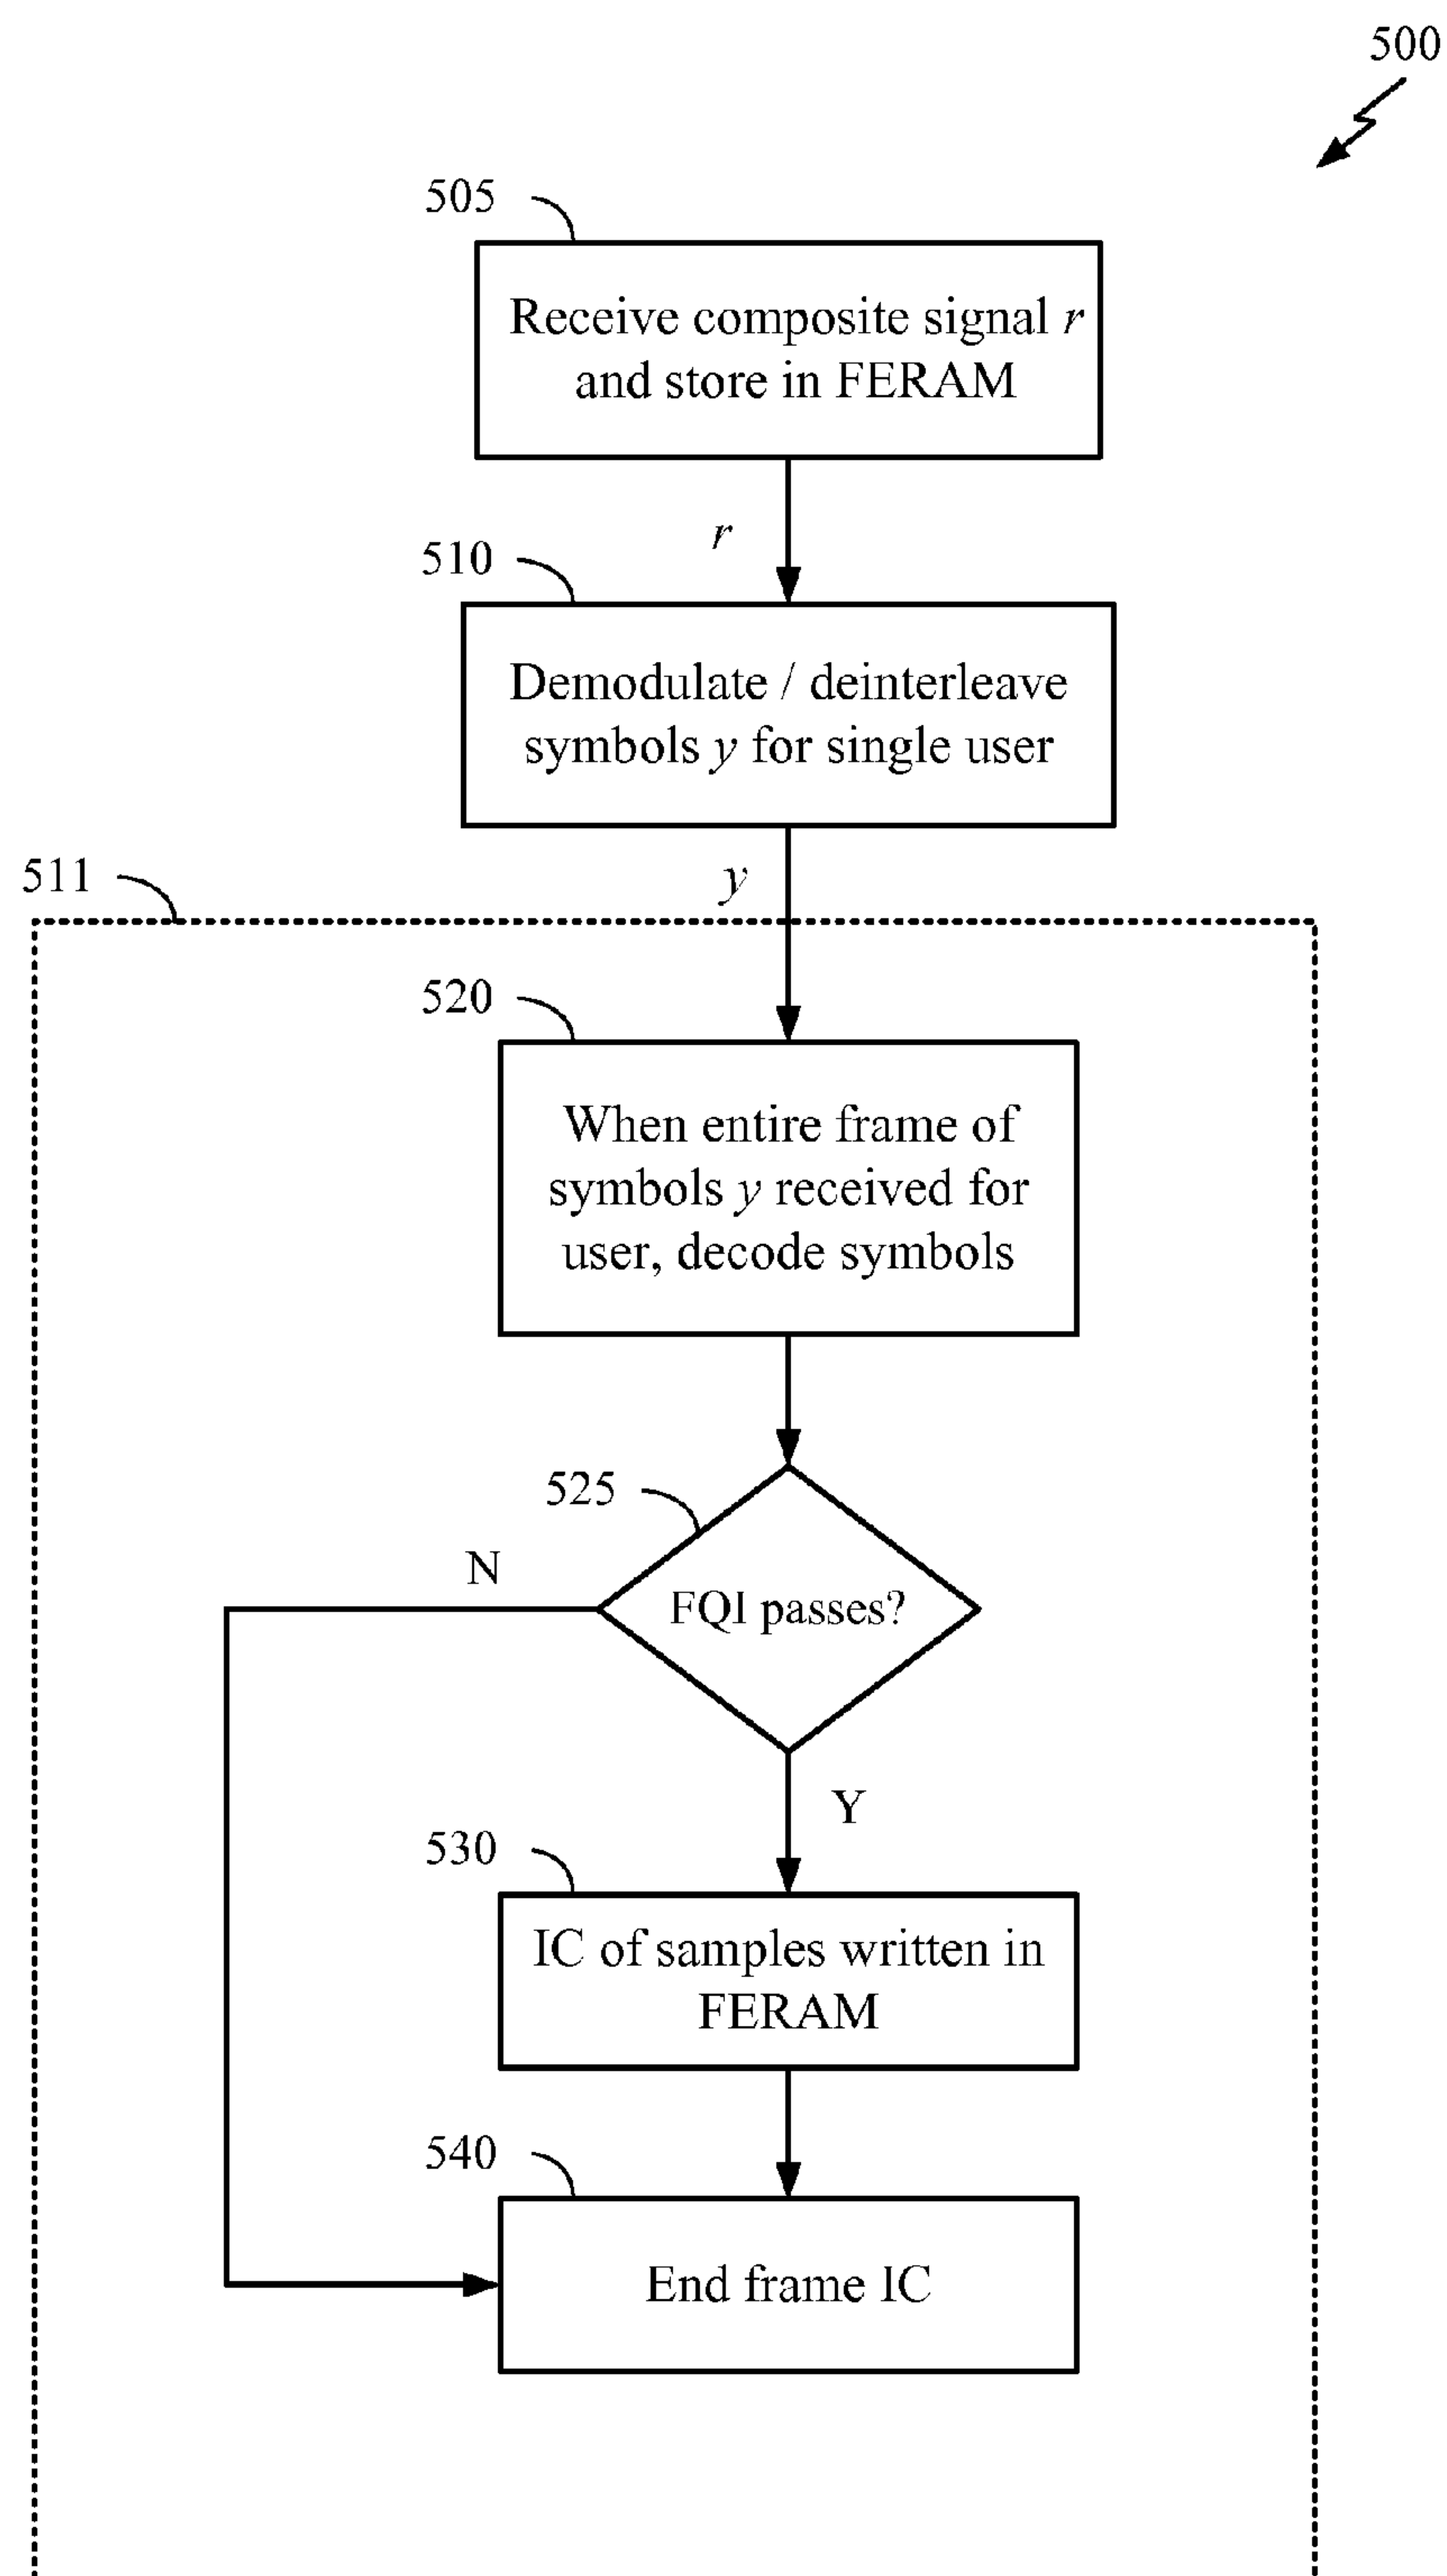 500
505
Receive composite signal r
and store in FERAM
r
510
Demodulate / deinterleave
symbols y for single user
y
511
520
When entire frame of
symbols y received for
user, decode symbols
525
N
FQI passes?
Y
530
IC of samples written in
FERAM
540
End frame IC